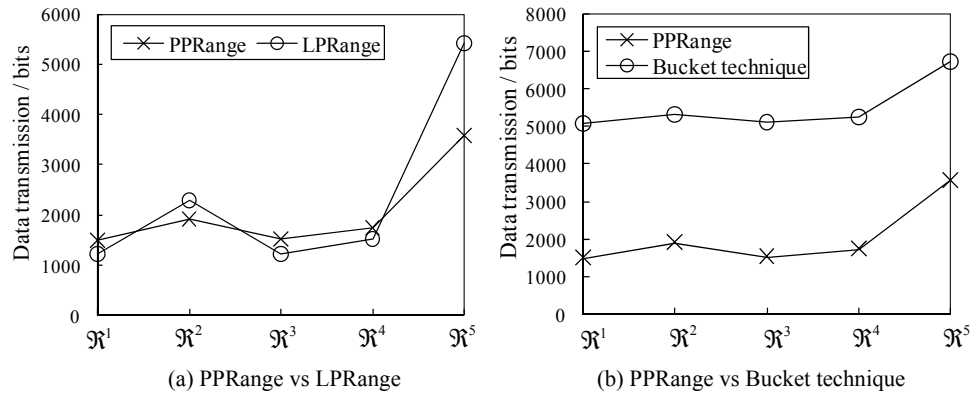 6000
5000
4000
3000
2000
1000
0
Data transmission / bits
PPRange LPRange
ℜ¹ ℜ² ℜ³ ℜ⁴ ℜ⁵
(a) PPRange vs LPRange
8000
7000
6000
5000
4000
3000
2000
1000
0
Data transmission / bits
PPRange
Bucket technique
ℜ¹ ℜ² ℜ³ ℜ⁴ ℜ⁵
(b) PPRange vs Bucket technique